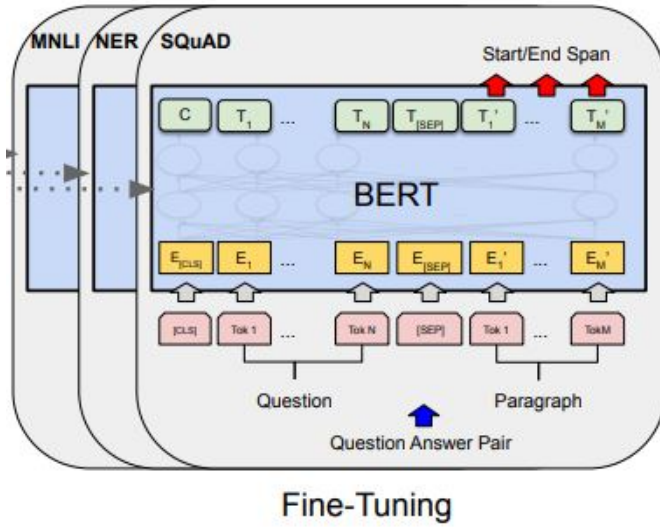 MNLI NER SQuAD
Start/End Span
C T1 ... TN T[SEP] T1' ... TM'
BERT
E[CLS] E1 ... EN E[SEP] E1' ... EM'
[CLS] Tok 1 ... Tok N [SEP] Tok 1 ... TokM
Question Paragraph
Question Answer Pair
Fine-Tuning